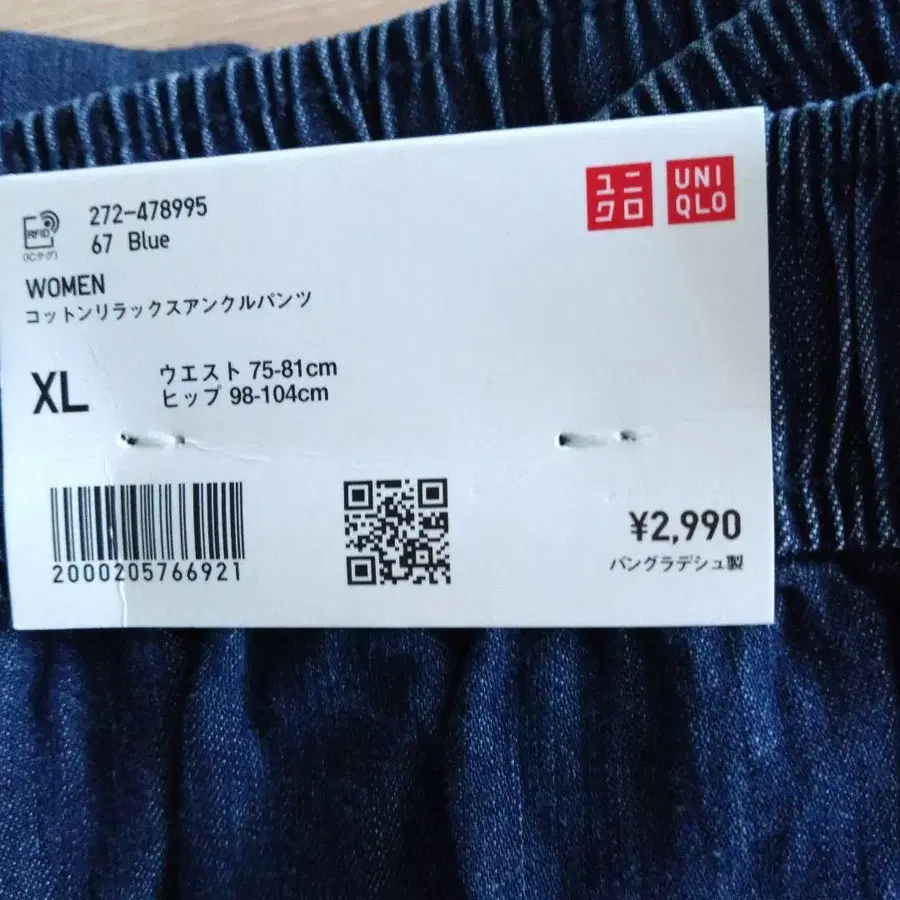 ユニ
クロ
UNI
QLO
RFID
(ICタグ)
272-478995
67 Blue
WOMEN
コットンリラックスアンクルパンツ
XL
ウエスト 75-81cm
ヒップ 98-104cm
2000205766921
¥2,990
バングラデシュ製